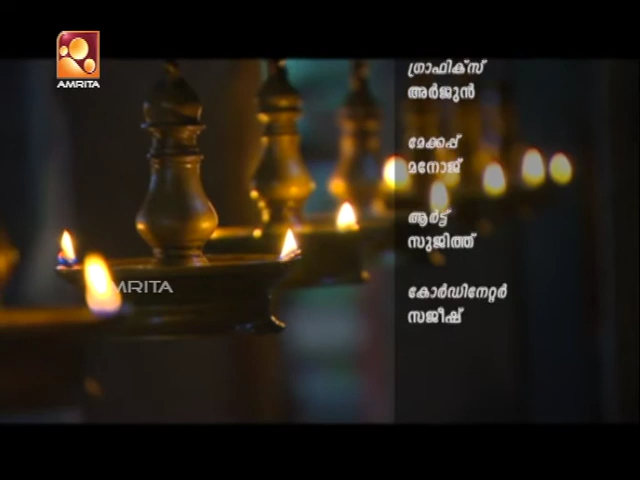 AMRITA
ഗ്രാഫിക്സ്
അർജുൻ
മേക്കപ്പ്
മനോജ്
ആർട്ട്
സുജിത്ത്
AMRITA
കോർഡിനേറ്റർ
സജീഷ്